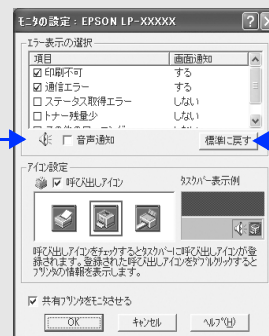 モニタの設定 : EPSON LP-XXXXX
エラー表示の選択
項目 画面通知
印刷不可 する
通信エラー する
ステータス取得エラー しない
トナー残量少 しない
音声通知 標準に戻す
アイコン設定
呼び出しアイコン タスクバー表示例
呼び出しアイコンをチェックするとタスクバーに呼び出しアイコンが登
録されます。登録された呼び出しアイコンをダブルクリックすると
プリンタの情報を表示します。
共有プリンタをモニタさせる
OK キャンセル ヘルプ(H)